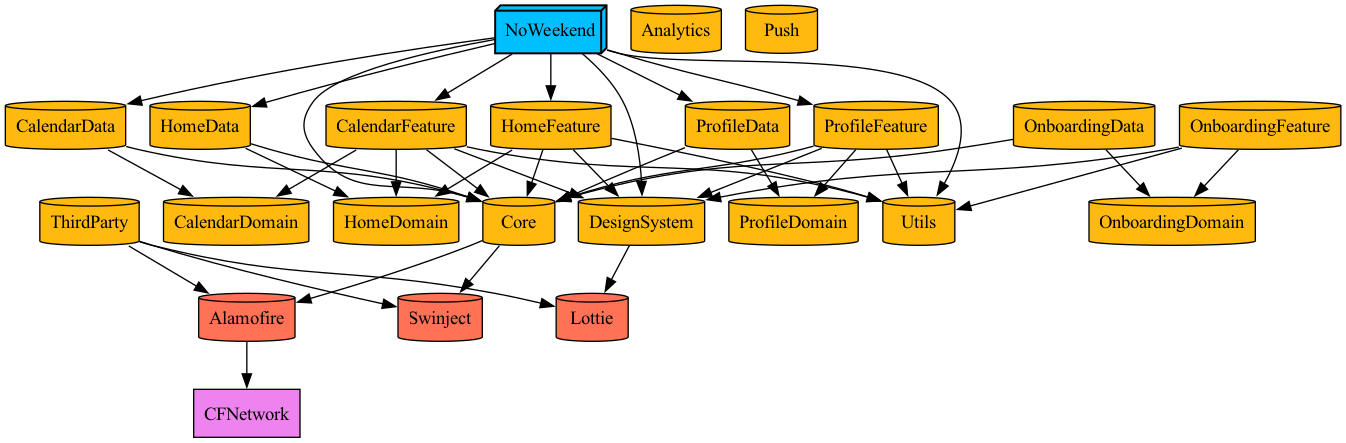 NoWeekend
Analytics
Push
CalendarData
HomeData
CalendarFeature
HomeFeature
ProfileData
ProfileFeature
OnboardingData
OnboardingFeature
ThirdParty
CalendarDomain
HomeDomain
Core
DesignSystem
ProfileDomain
Utils
OnboardingDomain
Alamofire
Swinject
Lottie
CFNetwork